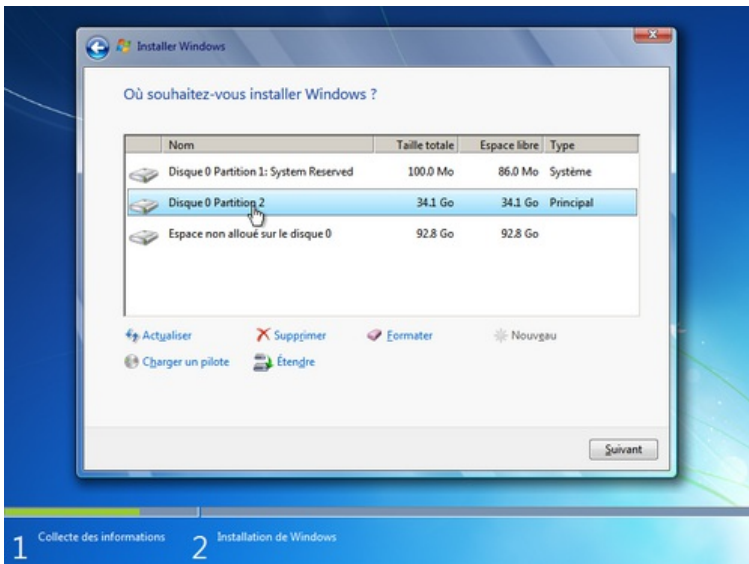 Installer Windows
Où souhaitez-vous installer Windows ?
Nom Taille totale Espace libre Type
Disque 0 Partition 1: System Reserved 100.0 Mo 86.0 Mo Système
Disque 0 Partition 2 34.1 Go 34.1 Go Principal
Espace non alloué sur le disque 0 92.8 Go 92.8 Go
Actualiser Supprimer Formater Nouveau
Charger un pilote Étendre
Suivant
1 Collecte des informations 2 Installation de Windows